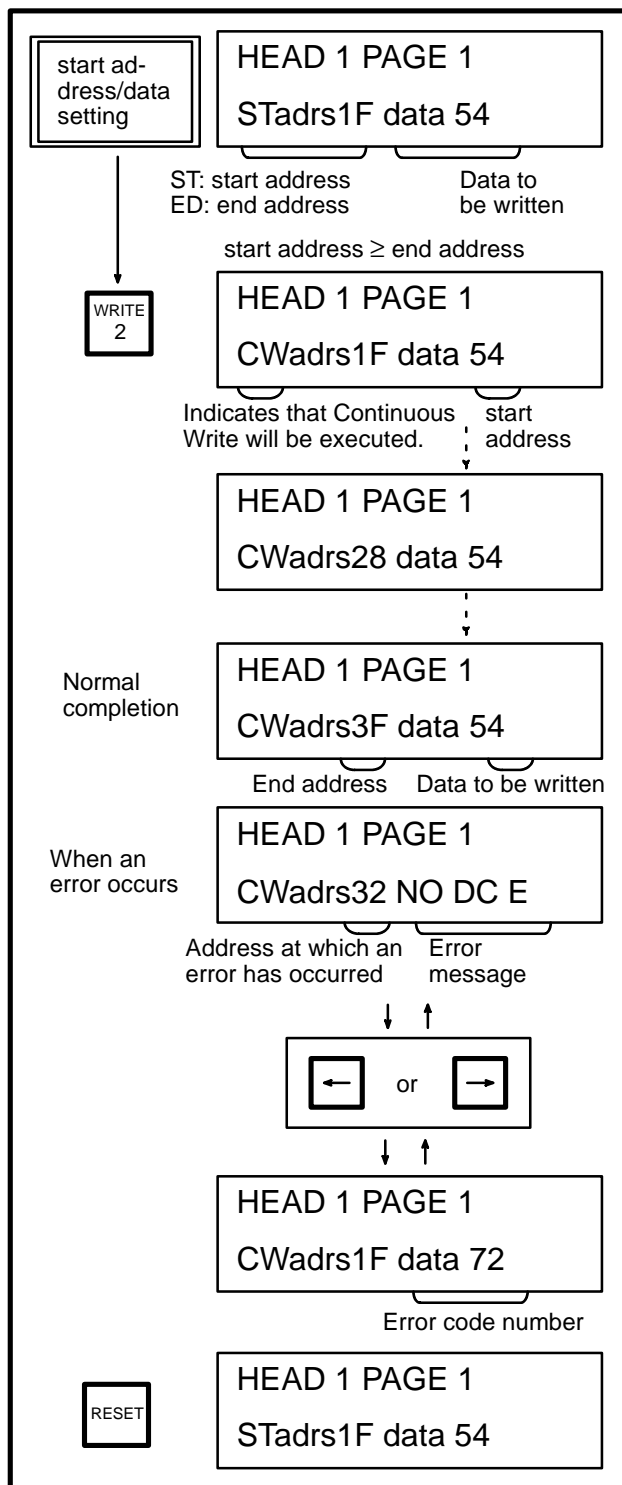 start ad-
dress/data
setting
HEAD 1 PAGE 1
STadrs1F data 54
ST: start address
ED: end address
Data to
be written
start address ≥ end address
WRITE
2
HEAD 1 PAGE 1
CWadrs1F data 54
Indicates that Continuous
Write will be executed.
start
address
HEAD 1 PAGE 1
CWadrs28 data 54
Normal
completion
HEAD 1 PAGE 1
CWadrs3F data 54
End address
Data to be written
When an
error occurs
HEAD 1 PAGE 1
CWadrs32 NO DC E
Address at which an
error has occurred
Error
message
← or →
HEAD 1 PAGE 1
CWadrs1F data 72
Error code number
RESET
HEAD 1 PAGE 1
STadrs1F data 54